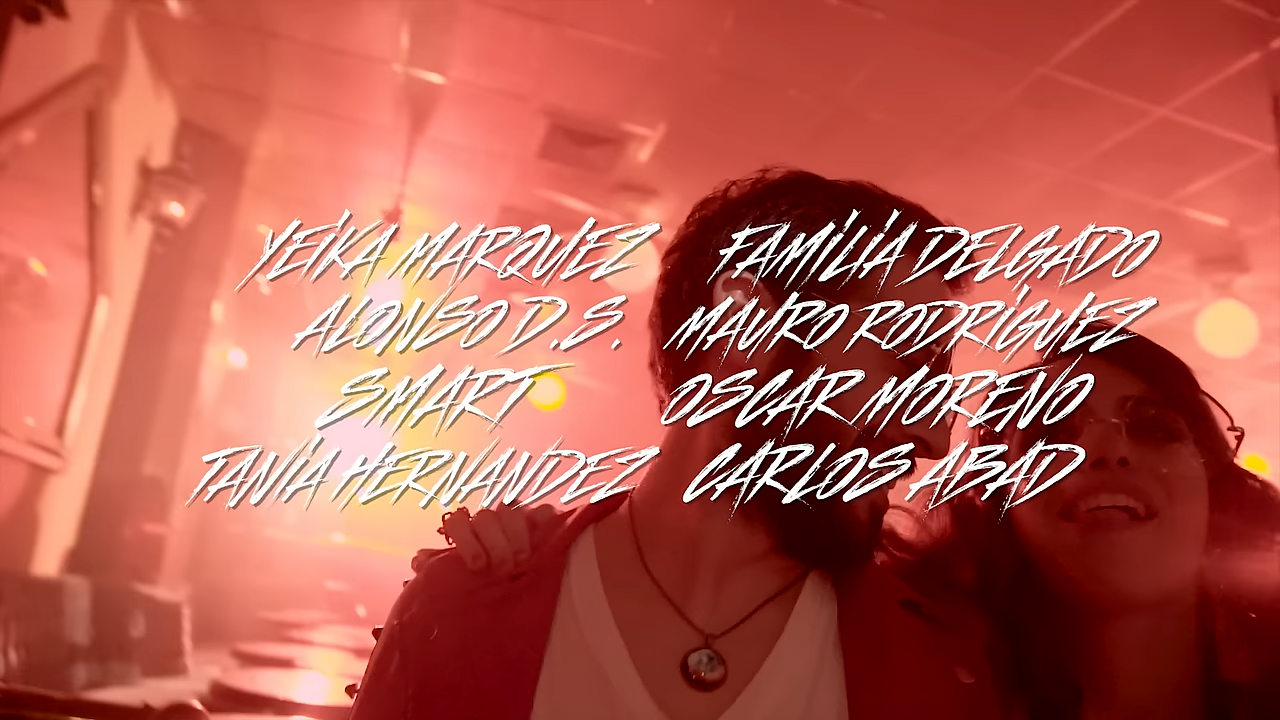 YEIKA MARQUEZ
ALONSO D.S.
SMART
TANIA HERNANDEZ
FAMILIA DELGADO
MAURO RODRIGUEZ
OSCAR MORENO
CARLOS ABAD